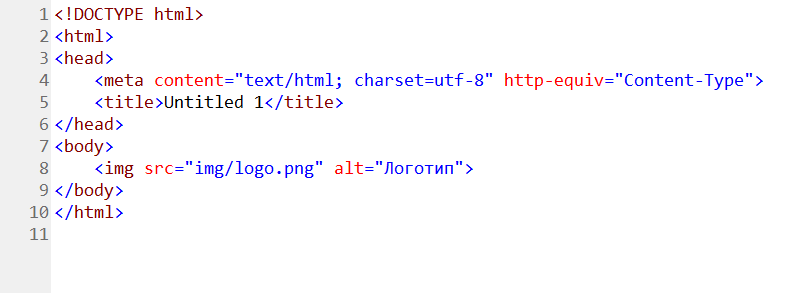 1 <!DOCTYPE html>
2 <html>
3 <head>
4     <meta content="text/html; charset=utf-8" http-equiv="Content-Type">
5     <title>Untitled 1</title>
6 </head>
7 <body>
8     <img src="img/logo.png" alt="Логотип">
9 </body>
10 </html>
11